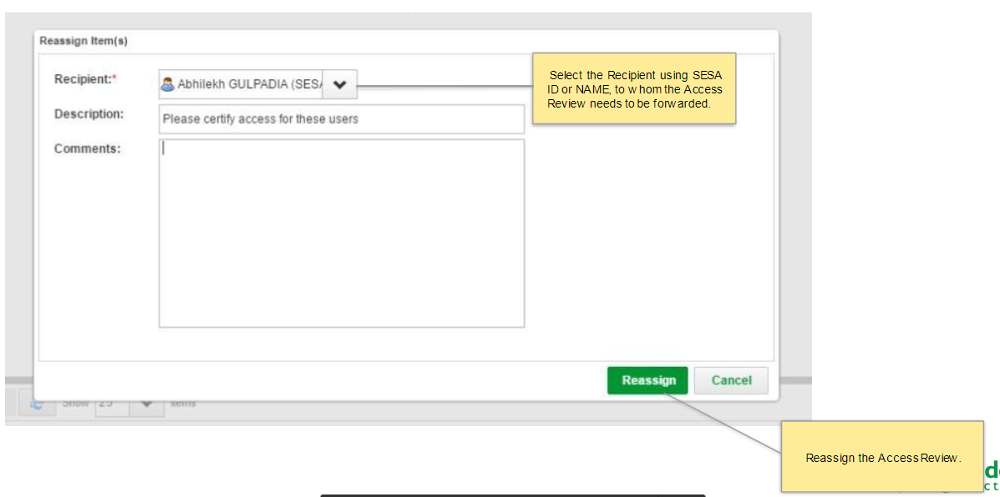 Reassign Item(s)
Recipient:*
Abhilekh GULPADIA (SESA
Select the Recipient using SESA
ID or NAME, to whom the Access
Review needs to be forwarded.
Description:
Please certify access for these users
Comments:
Reassign
Cancel
Show 25 items
Reassign the Access Review.